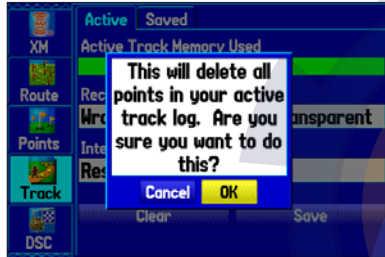 XM
Route
Points
Track
DSC
Active Saved
Active Track Memory Used
This will delete all
points in your active
track log. Are you
sure you want to do
this?
Cancel OK
Clear Save